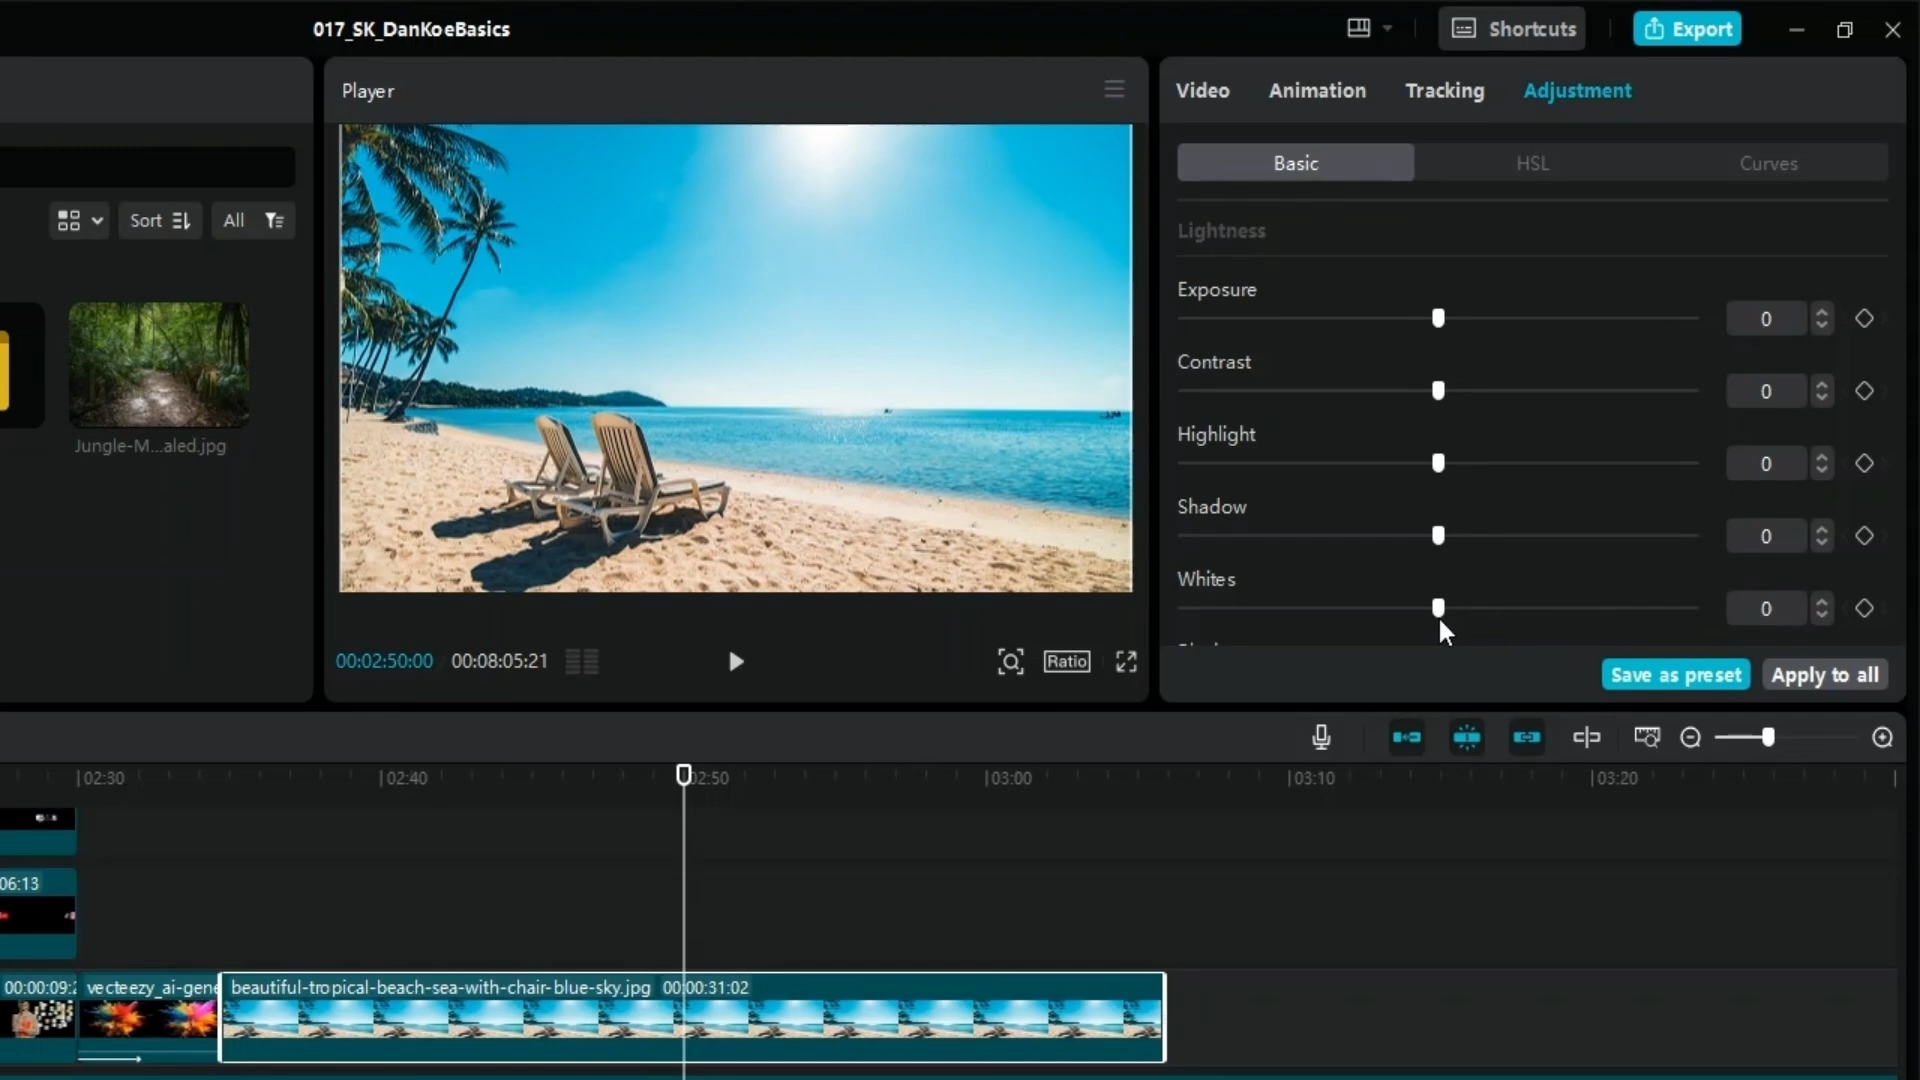 017_SK_DanKoeBasics
Shortcuts
Export
Player
Video Animation Tracking Adjustment
Basic HSL Curves
Sort All
Lightness
Exposure
0
Contrast
0
Highlight
0
Shadow
0
Whites
0
Jungle-M...aled.jpg
00:02:50:00 00:08:05:21
Ratio
Save as preset Apply to all
02:30 02:40 02:50 03:00 03:10 03:20
06:13
00:00:09: vecteezy_ai-gene beautiful-tropical-beach-sea-with-chair-blue-sky.jpg 00:00:31:02